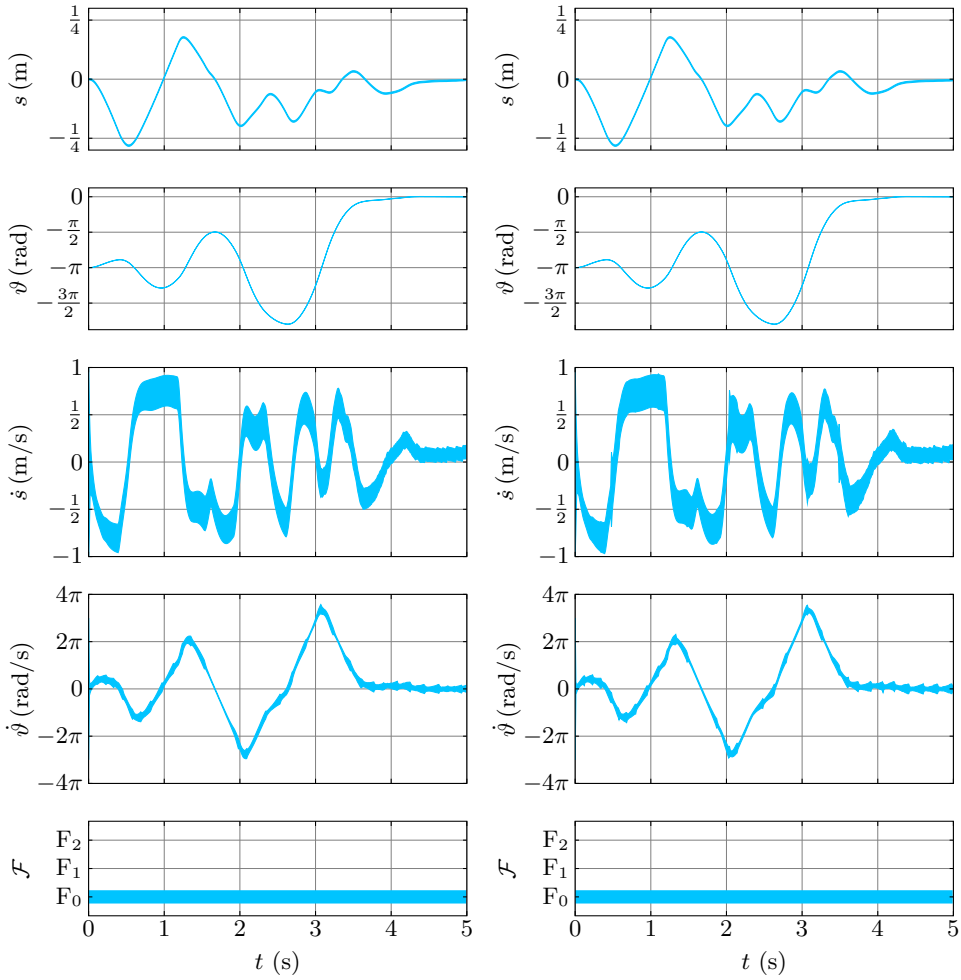 1/4 1/4
s (m) 0 s (m) 0
−1/4 −1/4
0 0
−π/2 −π/2
ϑ (rad) −π ϑ (rad) −π
−3π/2 −3π/2
1 1
1/2 1/2
ṡ (m/s) 0 ṡ (m/s) 0
−1/2 −1/2
−1 −1
4π 4π
2π 2π
ϑ̇ (rad/s) 0 ϑ̇ (rad/s) 0
−2π −2π
−4π −4π
F₂ F₂
ℱ F₁ ℱ F₁
F₀ F₀
0 1 2 3 4 5 0 1 2 3 4 5
t (s) t (s)